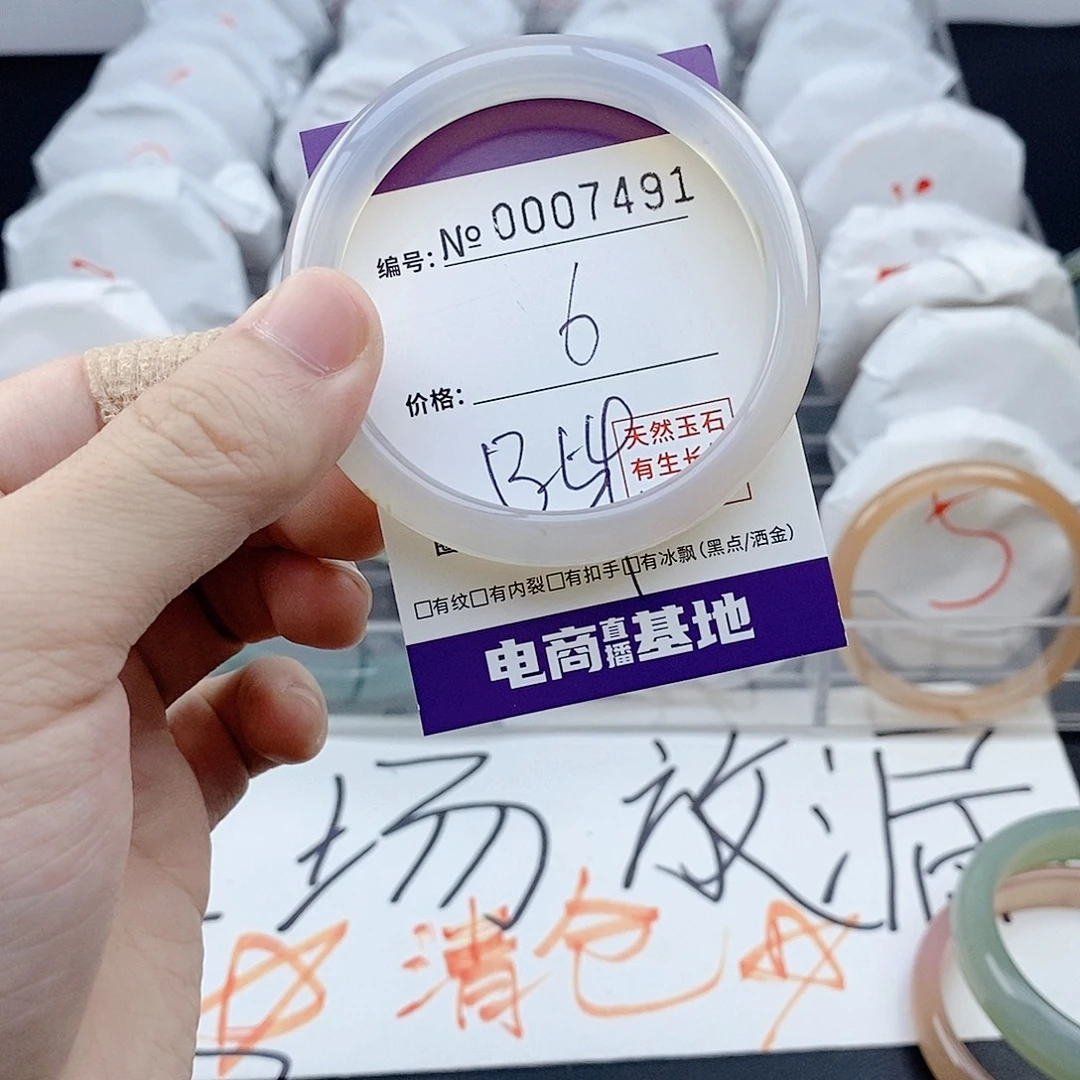 编号: № 0007491
6
价格:
天然玉石
有生长
□有纹□有内裂□有扣手□有冰飘(黑点/洒金)
电商直播基地
5
场放漏
清仓